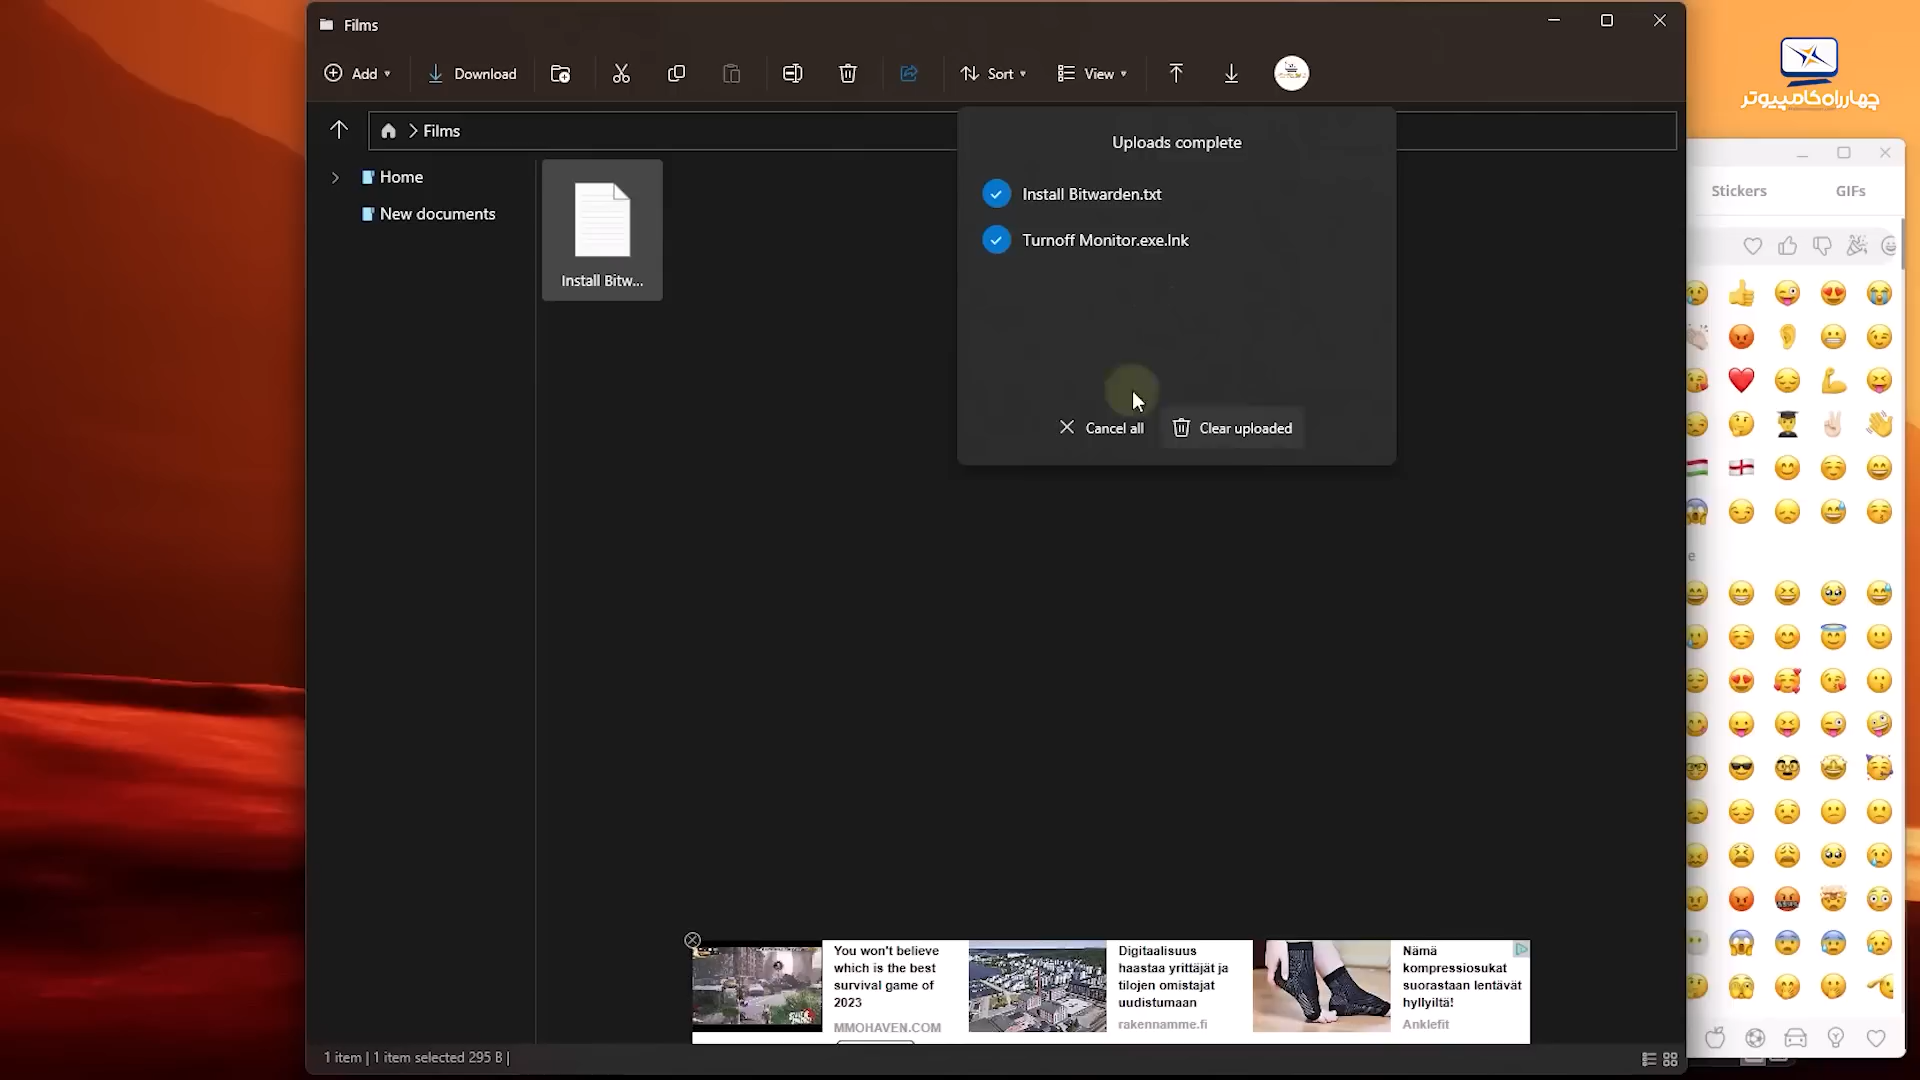 Films
Add
Download
Sort
View
Films
Home
New documents
Install Bitw...
Uploads complete
Install Bitwarden.txt
Turnoff Monitor.exe.lnk
Cancel all
Clear uploaded
چهارراه کامپیوتر
Stickers
GIFs
e
You won't believe
which is the best
survival game of
2023
MMOHAVEN.COM
Digitaalisuus
haastaa yrittäjät ja
tilojen omistajat
uudistumaan
rakennamme.fi
Nämä
kompressiosukat
suorastaan lentävät
hyllyiltä!
Anklefit
1 item | 1 item selected 295 B |